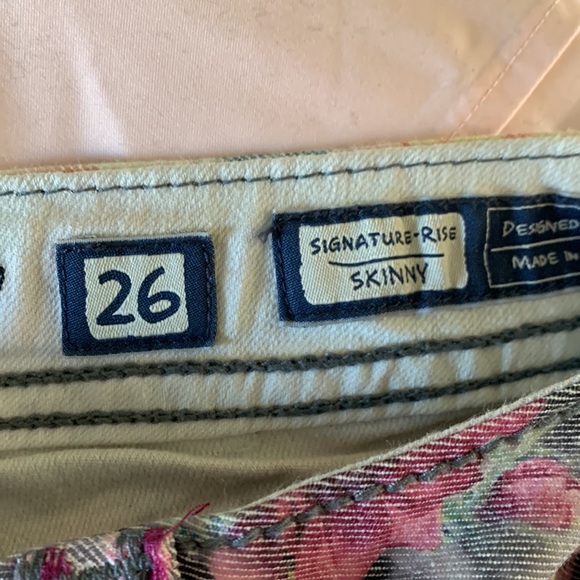 26
SIGNATURE-RISE
SKINNY
DESIGNED
MADE IN